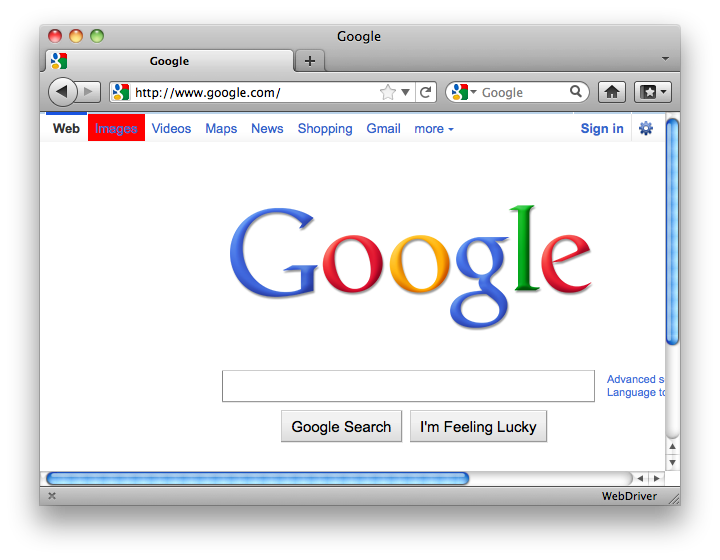 Google
Google
http://www.google.com/
Google
Web Images Videos Maps News Shopping Gmail more Sign in
Google
Advanced s
Language to
Google Search I'm Feeling Lucky
WebDriver